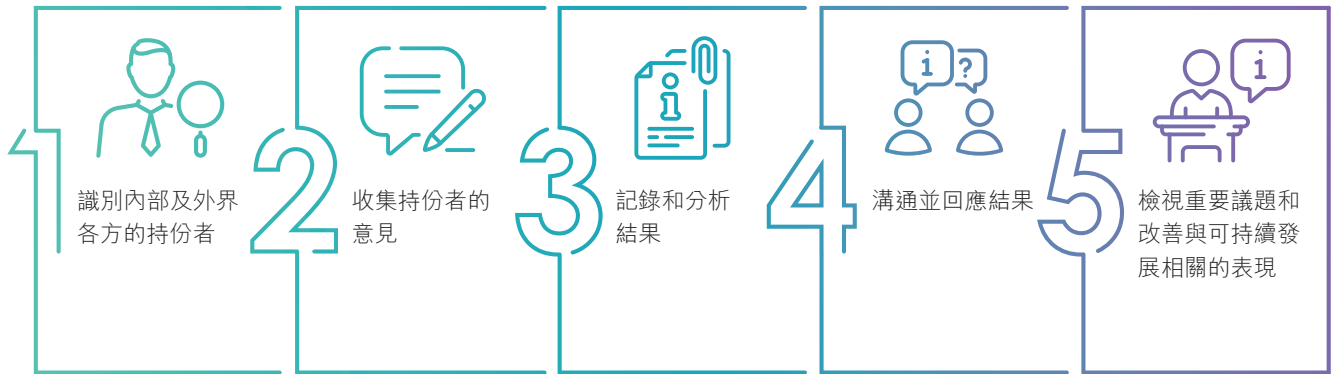 1
識別內部及外界
各方的持份者
2
收集持份者的
意見
i
3
記錄和分析
結果
i
?
4
溝通並回應結果
i
5
檢視重要議題和
改善與可持續發
展相關的表現